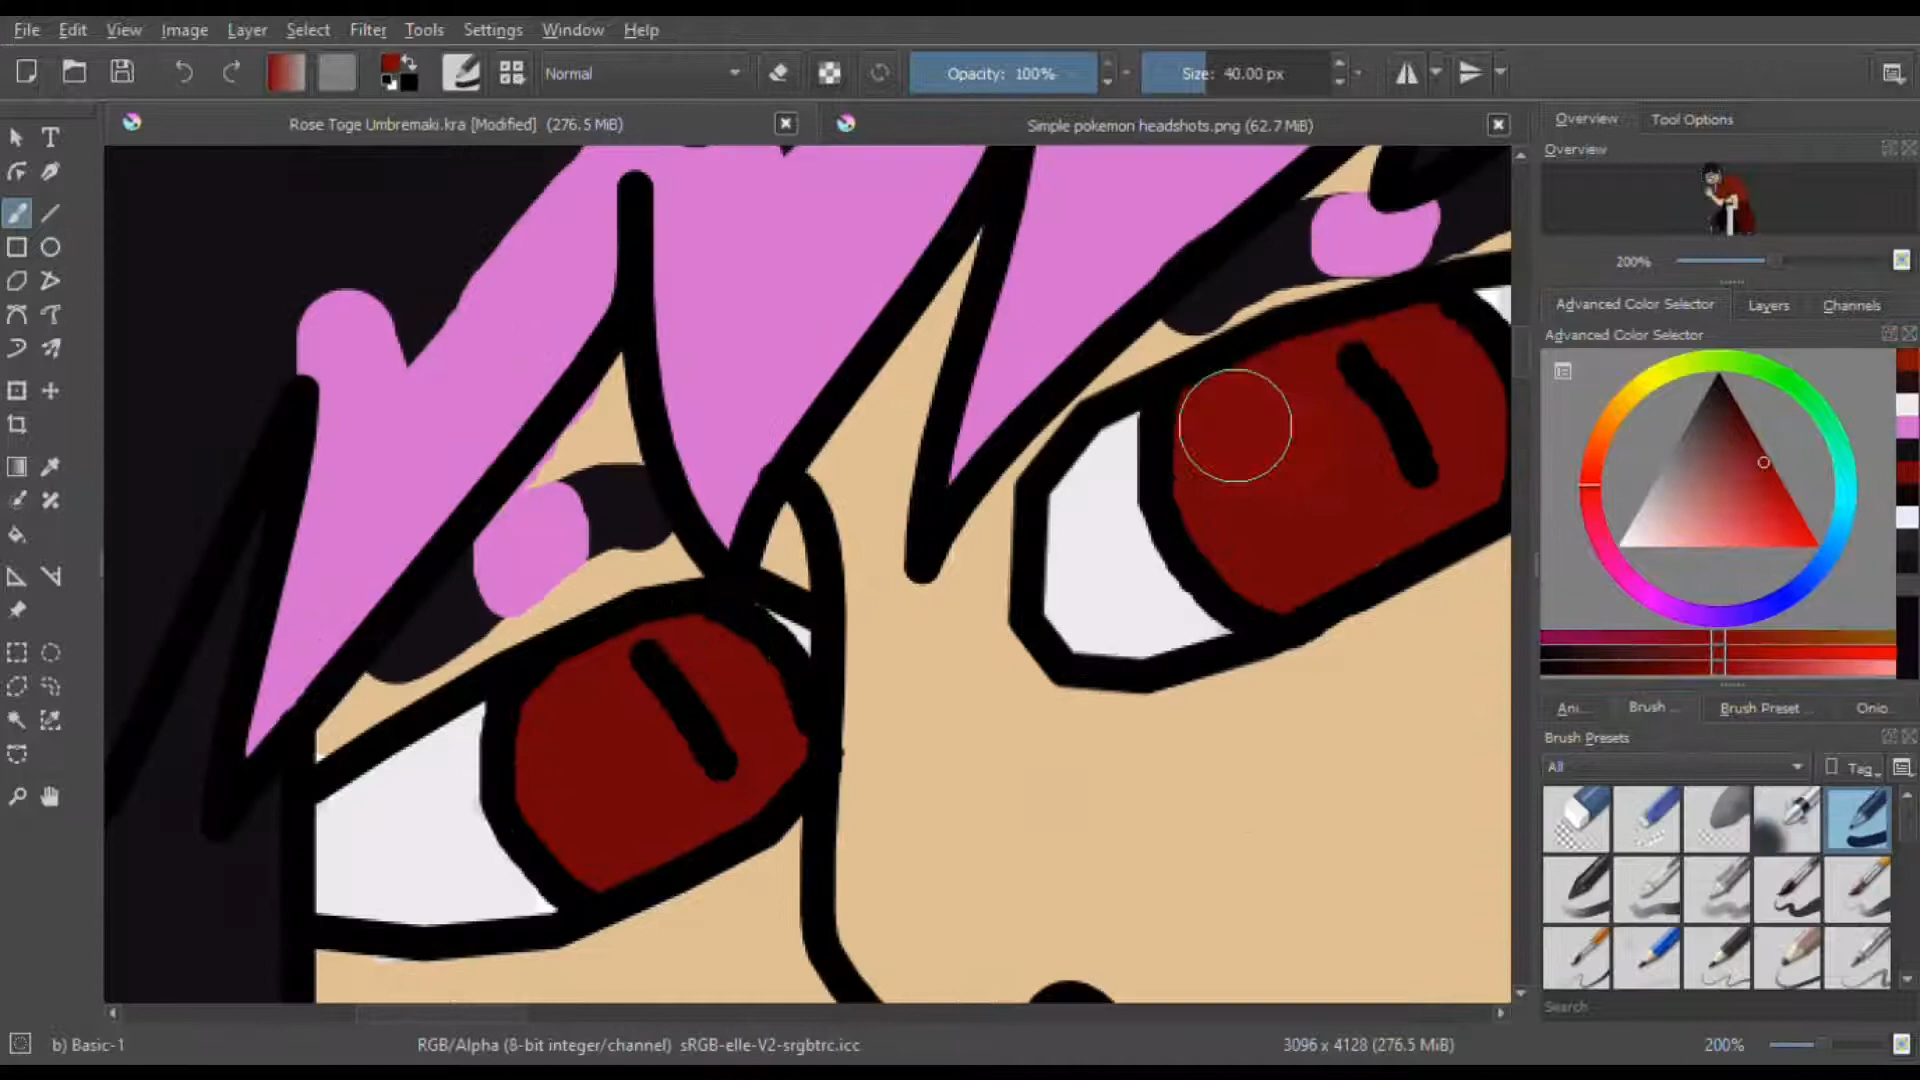 File Edit View Image Layer Select Filter Tools Settings Window Help
Normal Opacity: 100% Size: 40.00 px
Rose Toge Umbremaki.kra [Modified] (276.5 MiB) Simple pokemon headshots.png (62.7 MiB)
Overview Tool Options
Overview
200%
Advanced Color Selector Layers Channels
Advanced Color Selector
Ani... Brush ... Brush Preset ... Onio
Brush Presets
All Tag
Search
b) Basic-1 RGB/Alpha (8-bit integer/channel) sRGB-elle-V2-srgbtrc.icc 3096 x 4128 (276.5 MiB) 200%